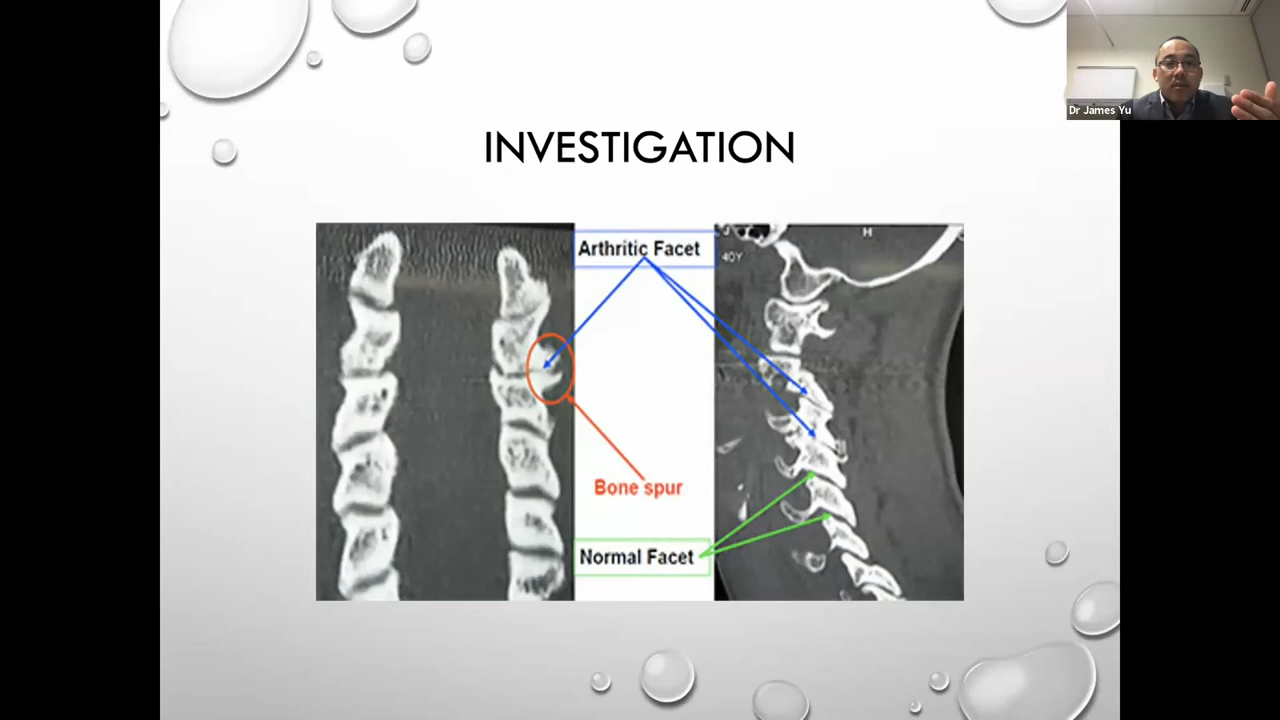 Dr James Yu
INVESTIGATION
Arthritic Facet
H
40Y
Bone spur
Normal Facet